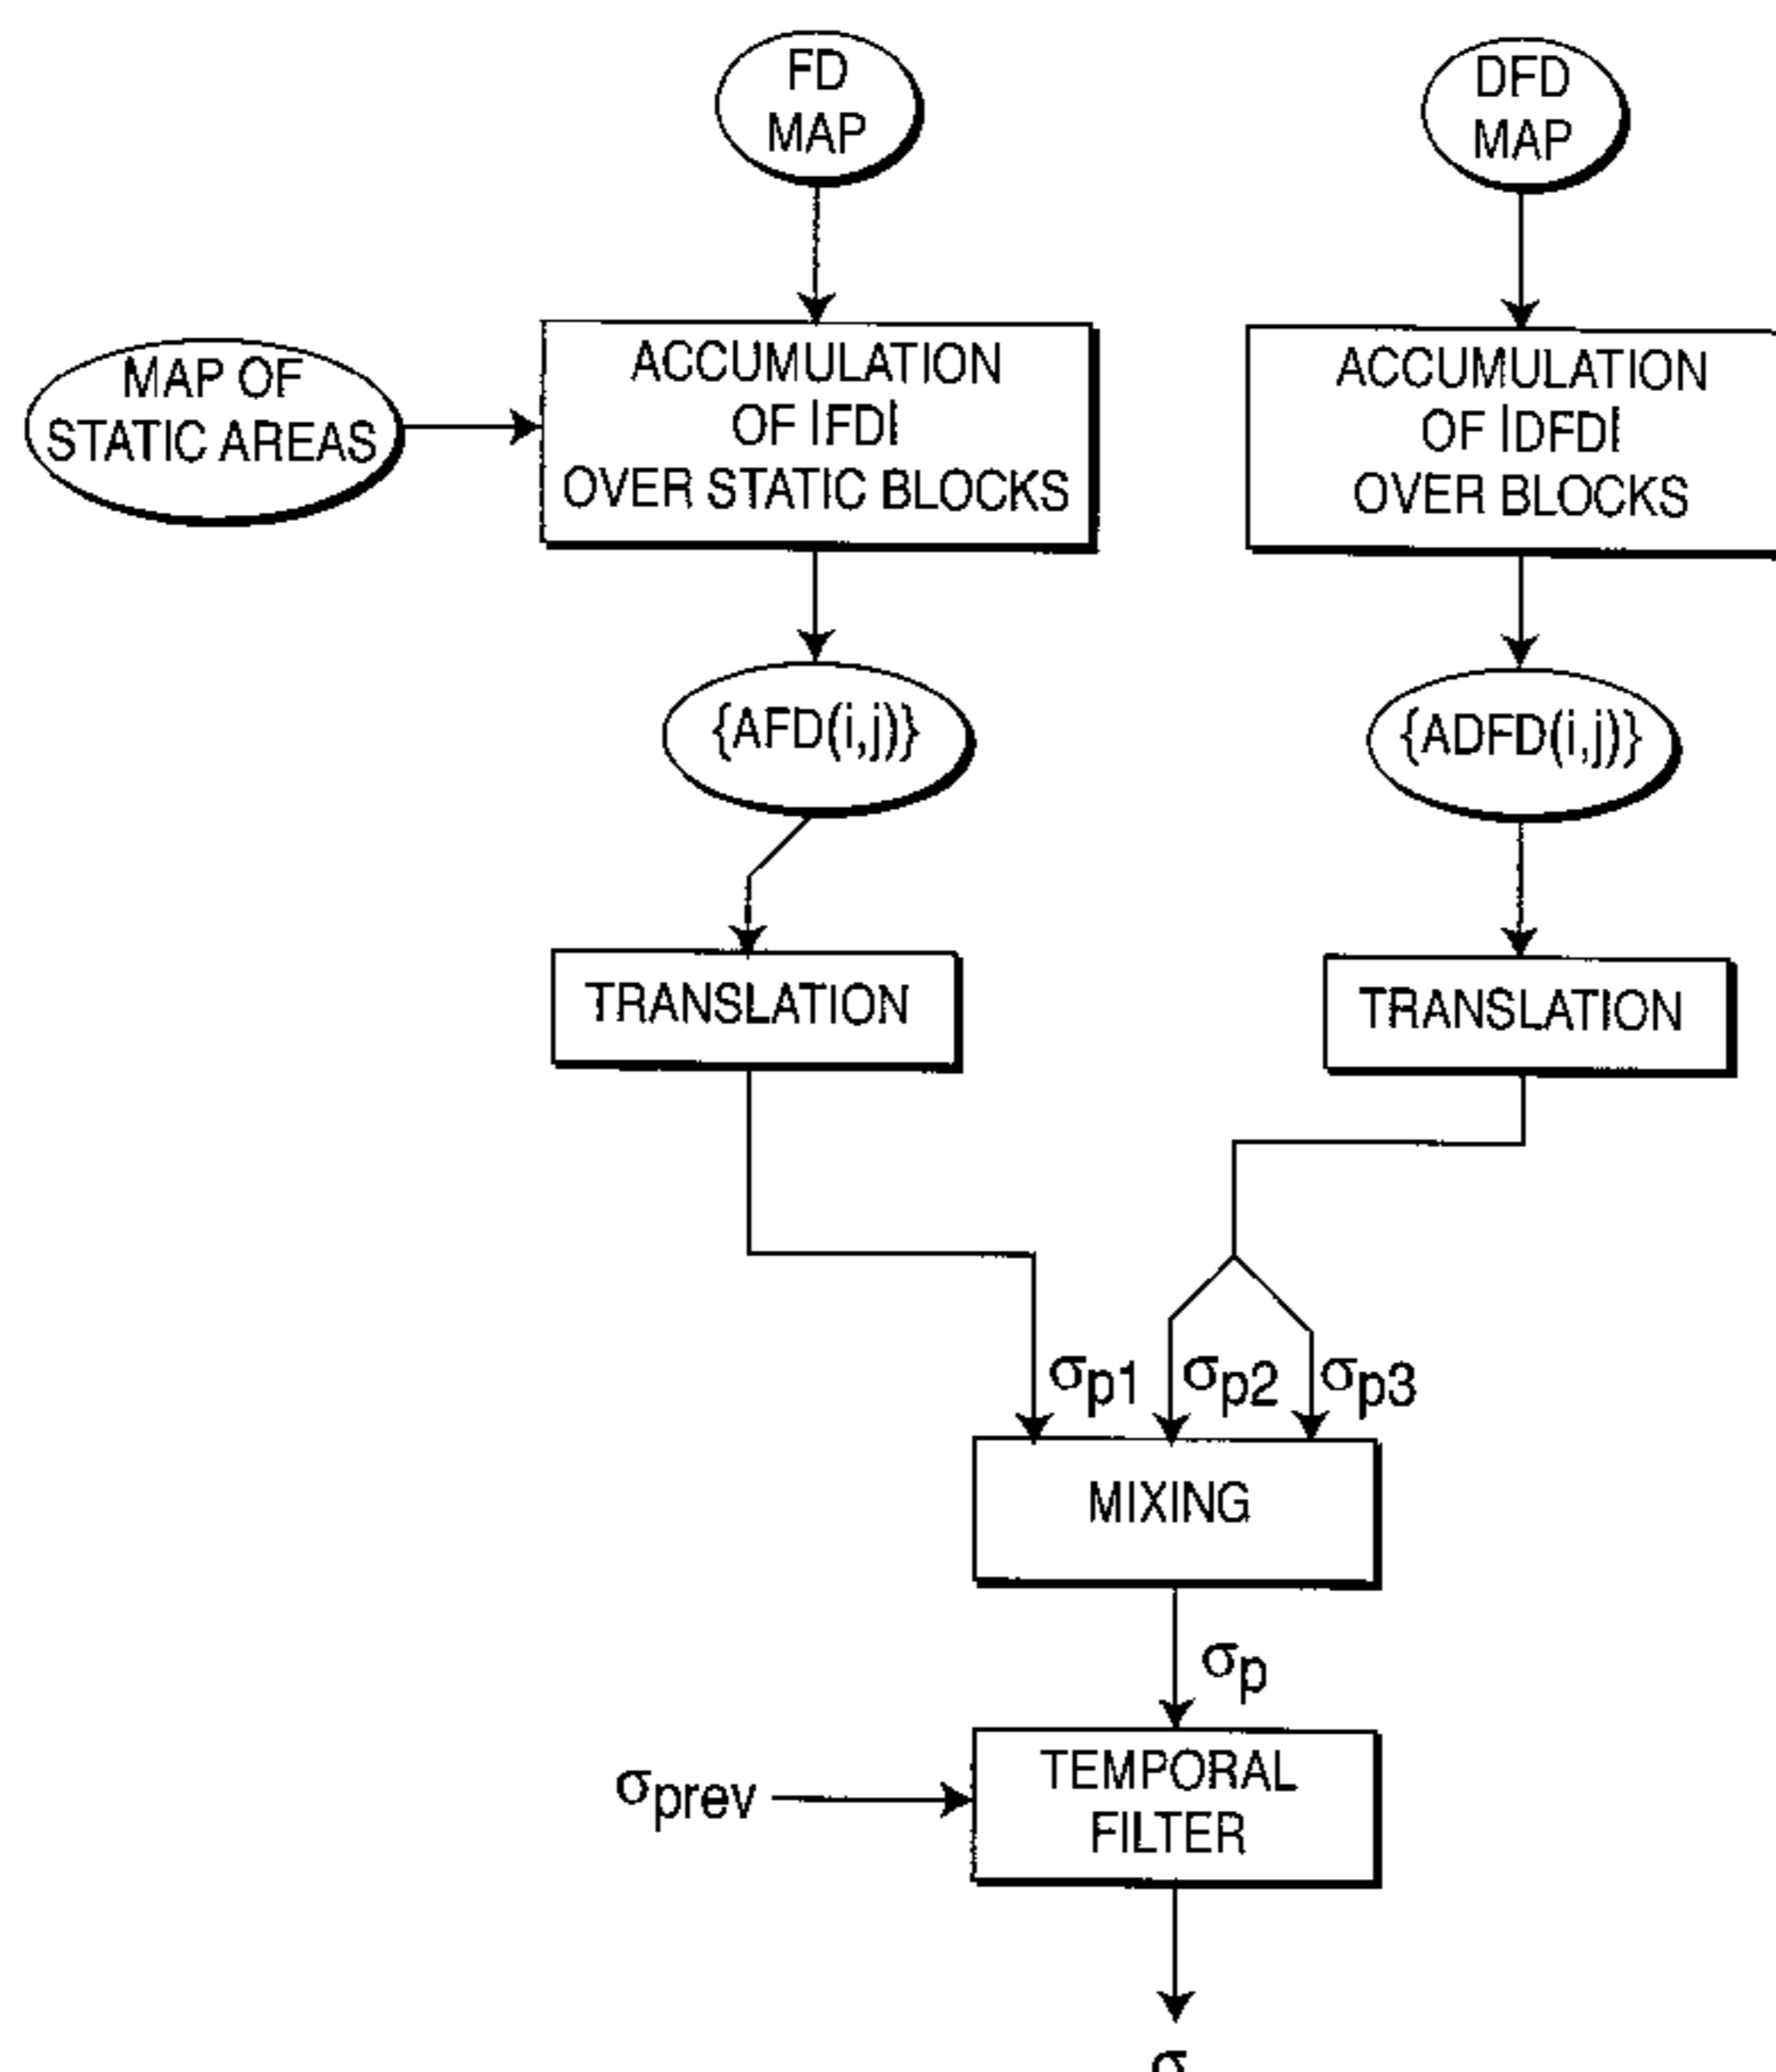 FD
MAP
DFD
MAP
MAP OF
STATIC AREAS
ACCUMULATION
OF |FD|
OVER STATIC BLOCKS
ACCUMULATION
OF |DFD|
OVER BLOCKS
{AFD(i,j)}
{ADFD(i,j)}
TRANSLATION
TRANSLATION
σp1
σp2
σp3
MIXING
σp
σprev
TEMPORAL
FILTER
σ